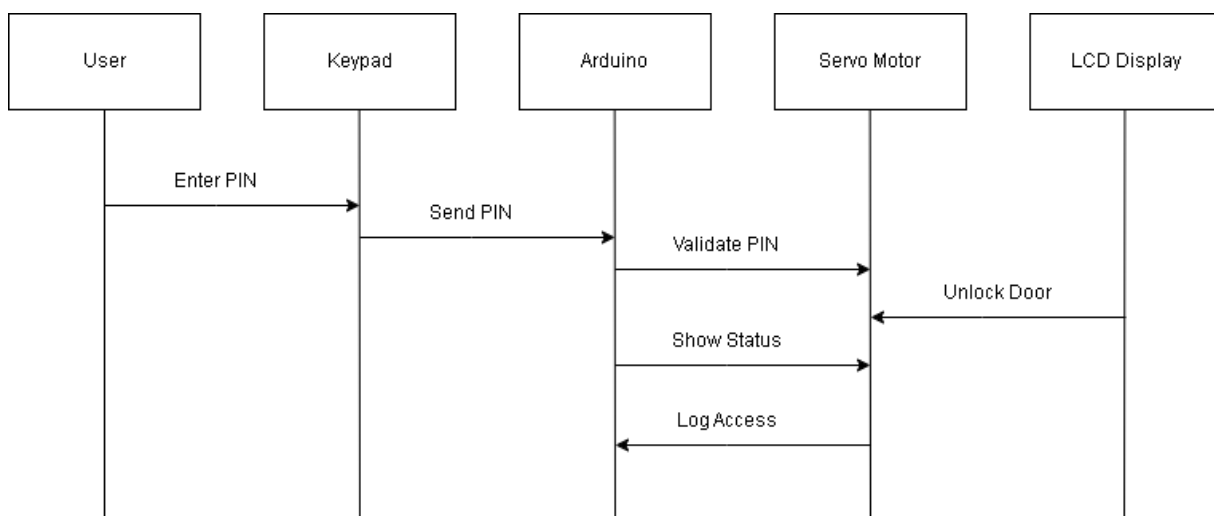 User
Keypad
Arduino
Servo Motor
LCD Display
Enter PIN
Send PIN
Validate PIN
Unlock Door
Show Status
Log Access